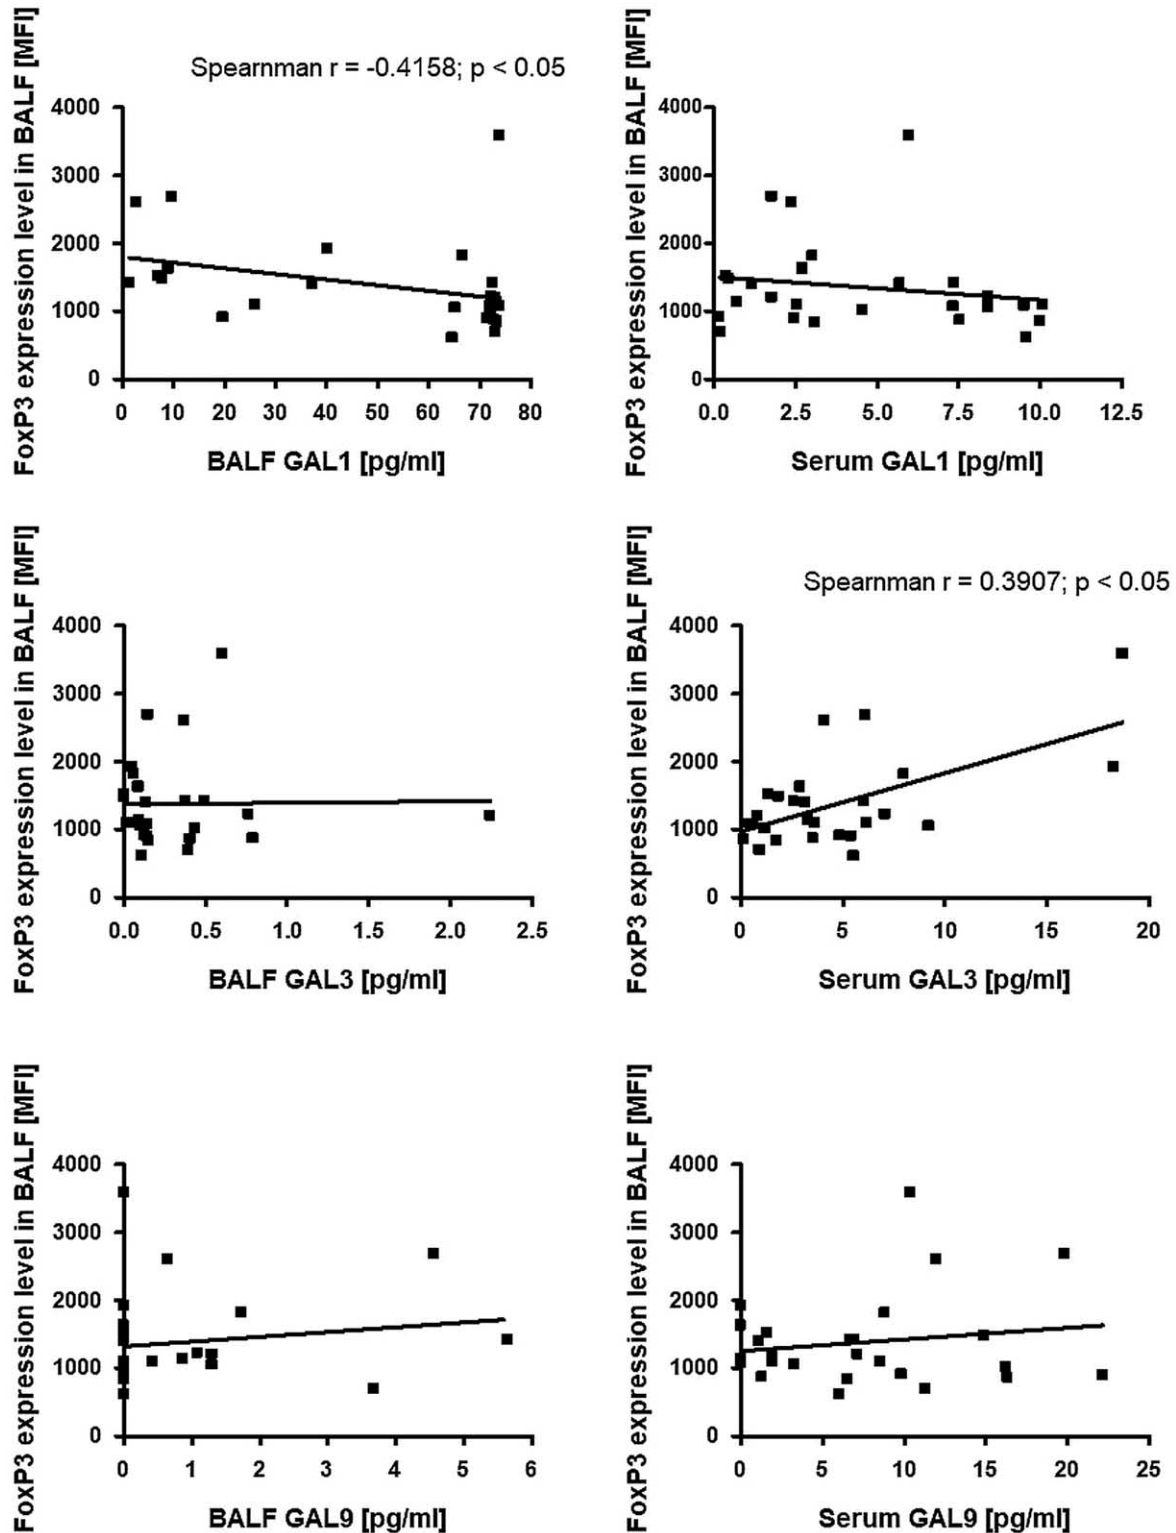 FoxP3 expression level in BALF [MFI]
Spearnman r = -0.4158; p < 0.05
4000
3000
2000
1000
0
0 10 20 30 40 50 60 70 80
BALF GAL1 [pg/ml]
FoxP3 expression level in BALF [MFI]
4000
3000
2000
1000
0
0.0 2.5 5.0 7.5 10.0 12.5
Serum GAL1 [pg/ml]
FoxP3 expression level in BALF [MFI]
4000
3000
2000
1000
0
0.0 0.5 1.0 1.5 2.0 2.5
BALF GAL3 [pg/ml]
FoxP3 expression level in BALF [MFI]
Spearnman r = 0.3907; p < 0.05
4000
3000
2000
1000
0
0 5 10 15 20
Serum GAL3 [pg/ml]
FoxP3 expression level in BALF [MFI]
4000
3000
2000
1000
0
0 1 2 3 4 5 6
BALF GAL9 [pg/ml]
FoxP3 expression level in BALF [MFI]
4000
3000
2000
1000
0
0 5 10 15 20 25
Serum GAL9 [pg/ml]